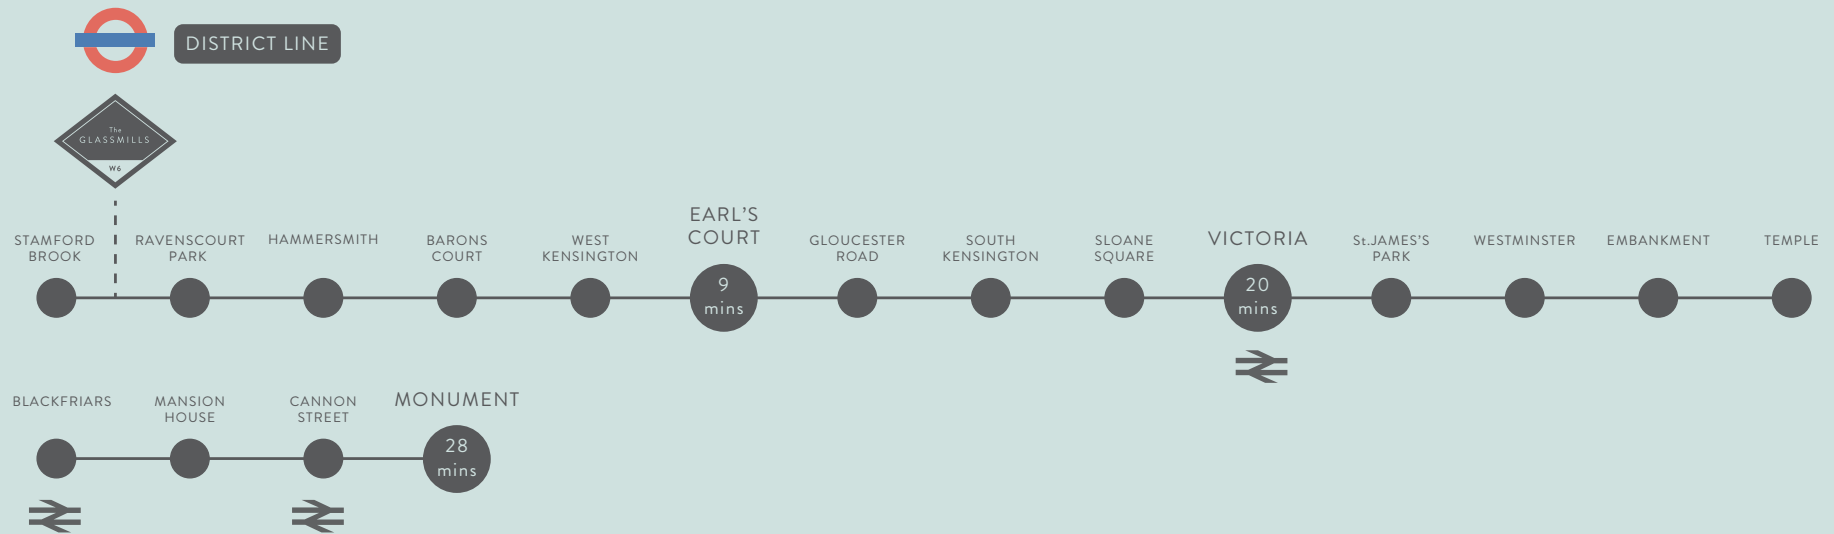 DISTRICT LINE
The
GLASSMILLS
W6
STAMFORD
BROOK
RAVENSCOURT
PARK
HAMMERSMITH
BARONS
COURT
WEST
KENSINGTON
EARL'S
COURT
GLOUCESTER
ROAD
SOUTH
KENSINGTON
SLOANE
SQUARE
VICTORIA
St.JAMES'S
PARK
WESTMINSTER
EMBANKMENT
TEMPLE
9
mins
20
mins
BLACKFRIARS
MANSION
HOUSE
CANNON
STREET
MONUMENT
28
mins